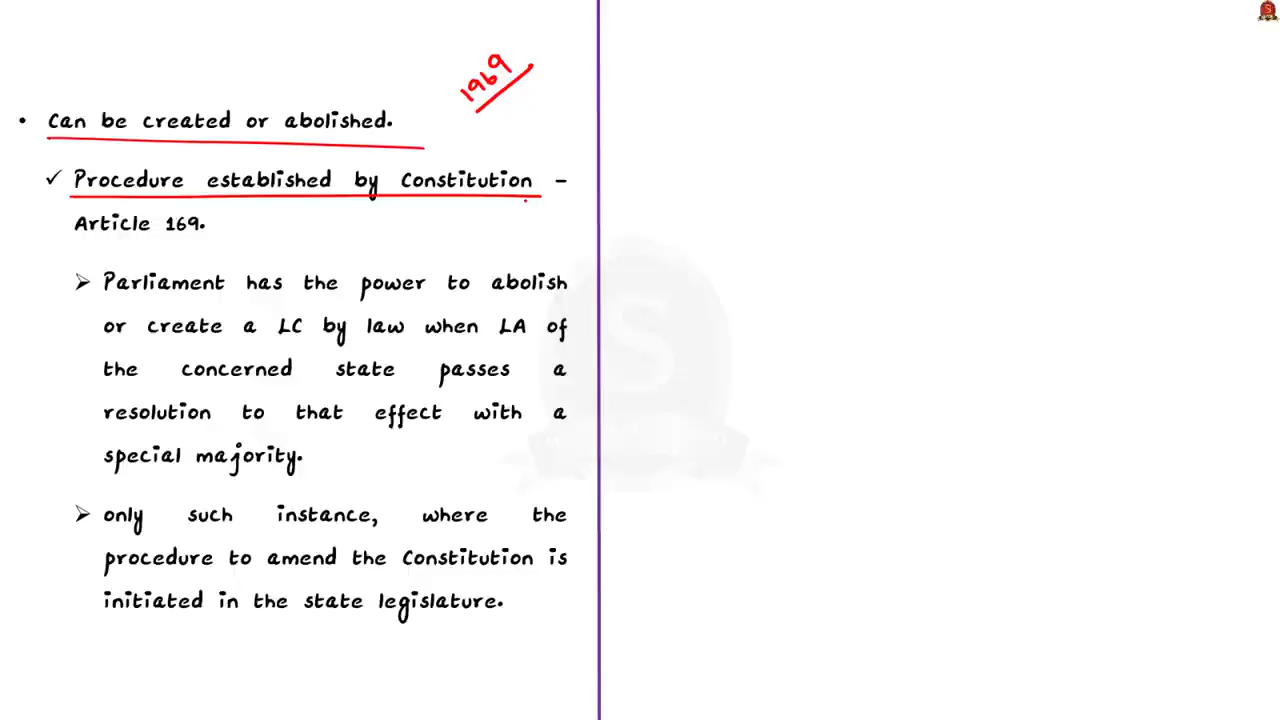 1969
• Can be created or abolished.
✓ Procedure established by Constitution –
Article 169.
➢ Parliament has the power to abolish
or create a LC by law when LA of
the concerned state passes a
resolution to that effect with a
special majority.
➢ only such instance, where the
procedure to amend the Constitution is
initiated in the state legislature.
S